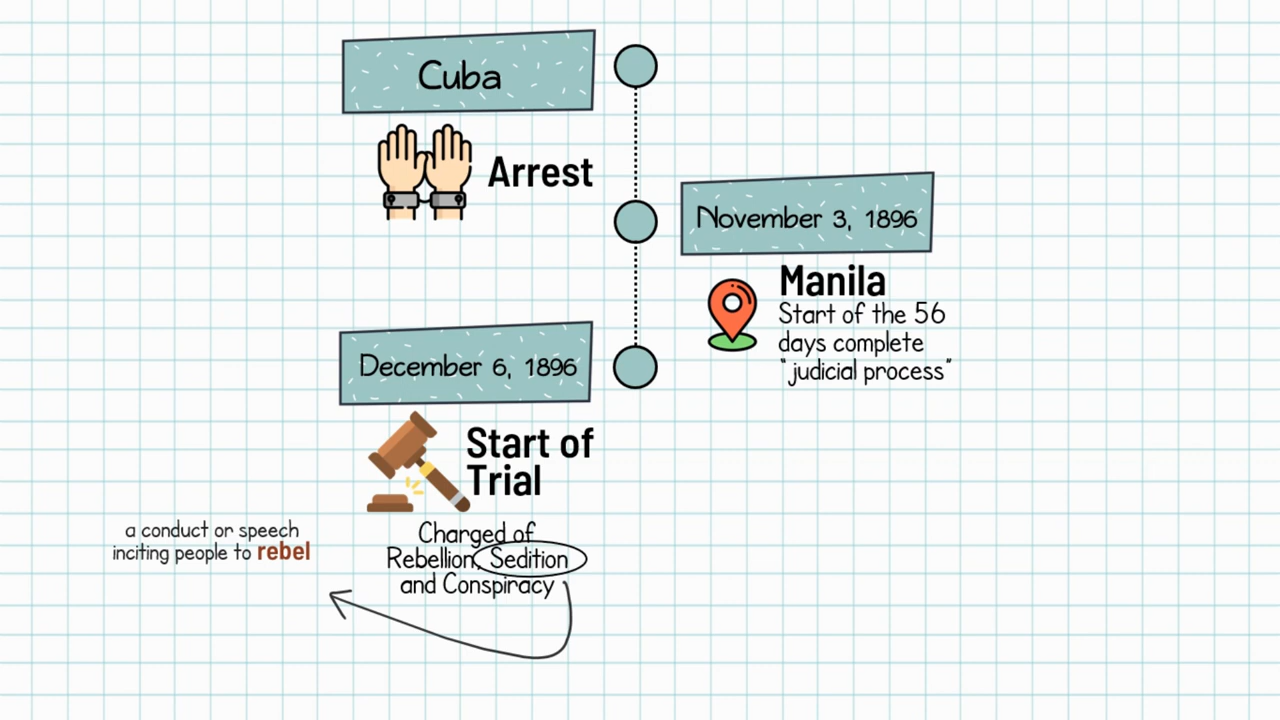 Cuba
Arrest
November 3, 1896
Manila
Start of the 56
days complete
"judicial process"
December 6, 1896
Start of
Trial
Charged of
Rebellion, Sedition
and Conspiracy
a conduct or speech
inciting people to rebel